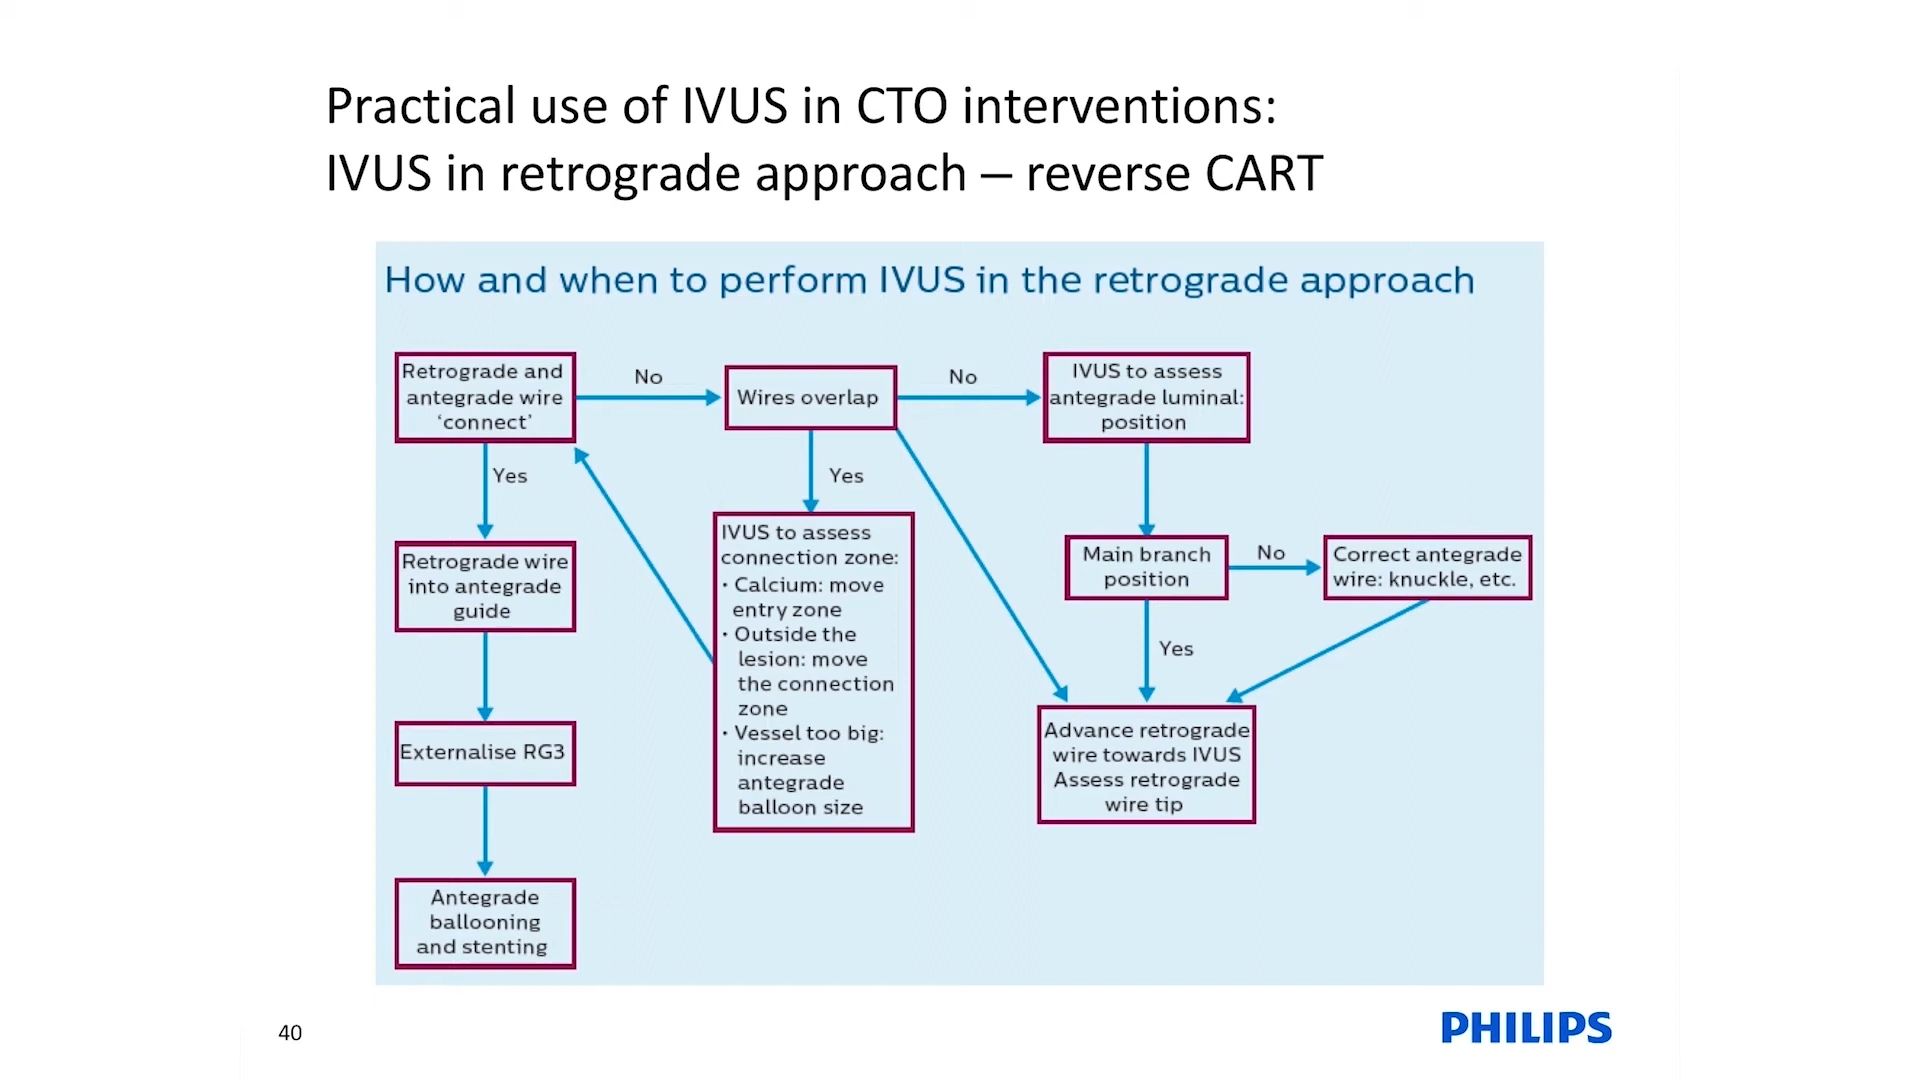 Practical use of IVUS in CTO interventions:
IVUS in retrograde approach – reverse CART
How and when to perform IVUS in the retrograde approach
Retrograde and
antegrade wire
‘connect’
No
Wires overlap
No
IVUS to assess
antegrade luminal:
position
Yes
Yes
Retrograde wire
into antegrade
guide
IVUS to assess
connection zone:
• Calcium: move
entry zone
• Outside the
lesion: move
the connection
zone
• Vessel too big:
increase
antegrade
balloon size
Main branch
position
No
Correct antegrade
wire: knuckle, etc.
Yes
Externalise RG3
Advance retrograde
wire towards IVUS
Assess retrograde
wire tip
Antegrade
ballooning
and stenting
40
PHILIPS